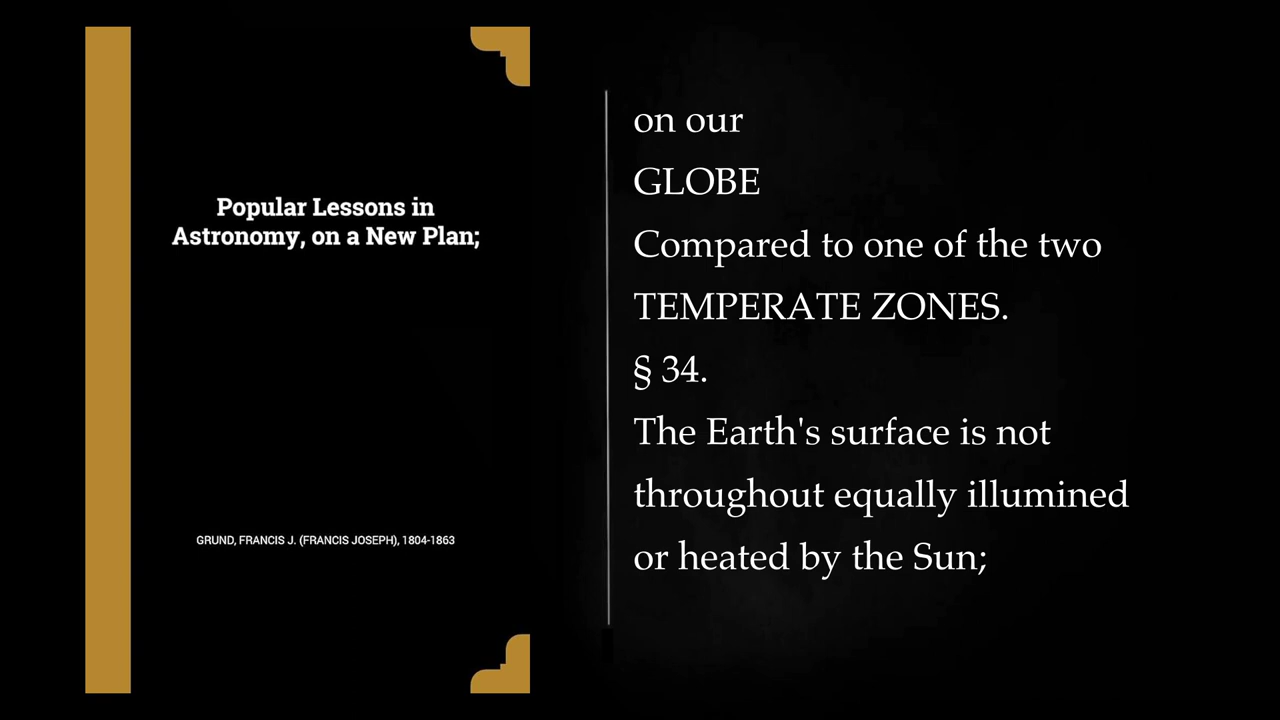 Popular Lessons in
Astronomy, on a New Plan;
GRUND, FRANCIS J. (FRANCIS JOSEPH), 1804-1863
on our
GLOBE
Compared to one of the two
TEMPERATE ZONES.
§ 34.
The Earth's surface is not
throughout equally illumined
or heated by the Sun;